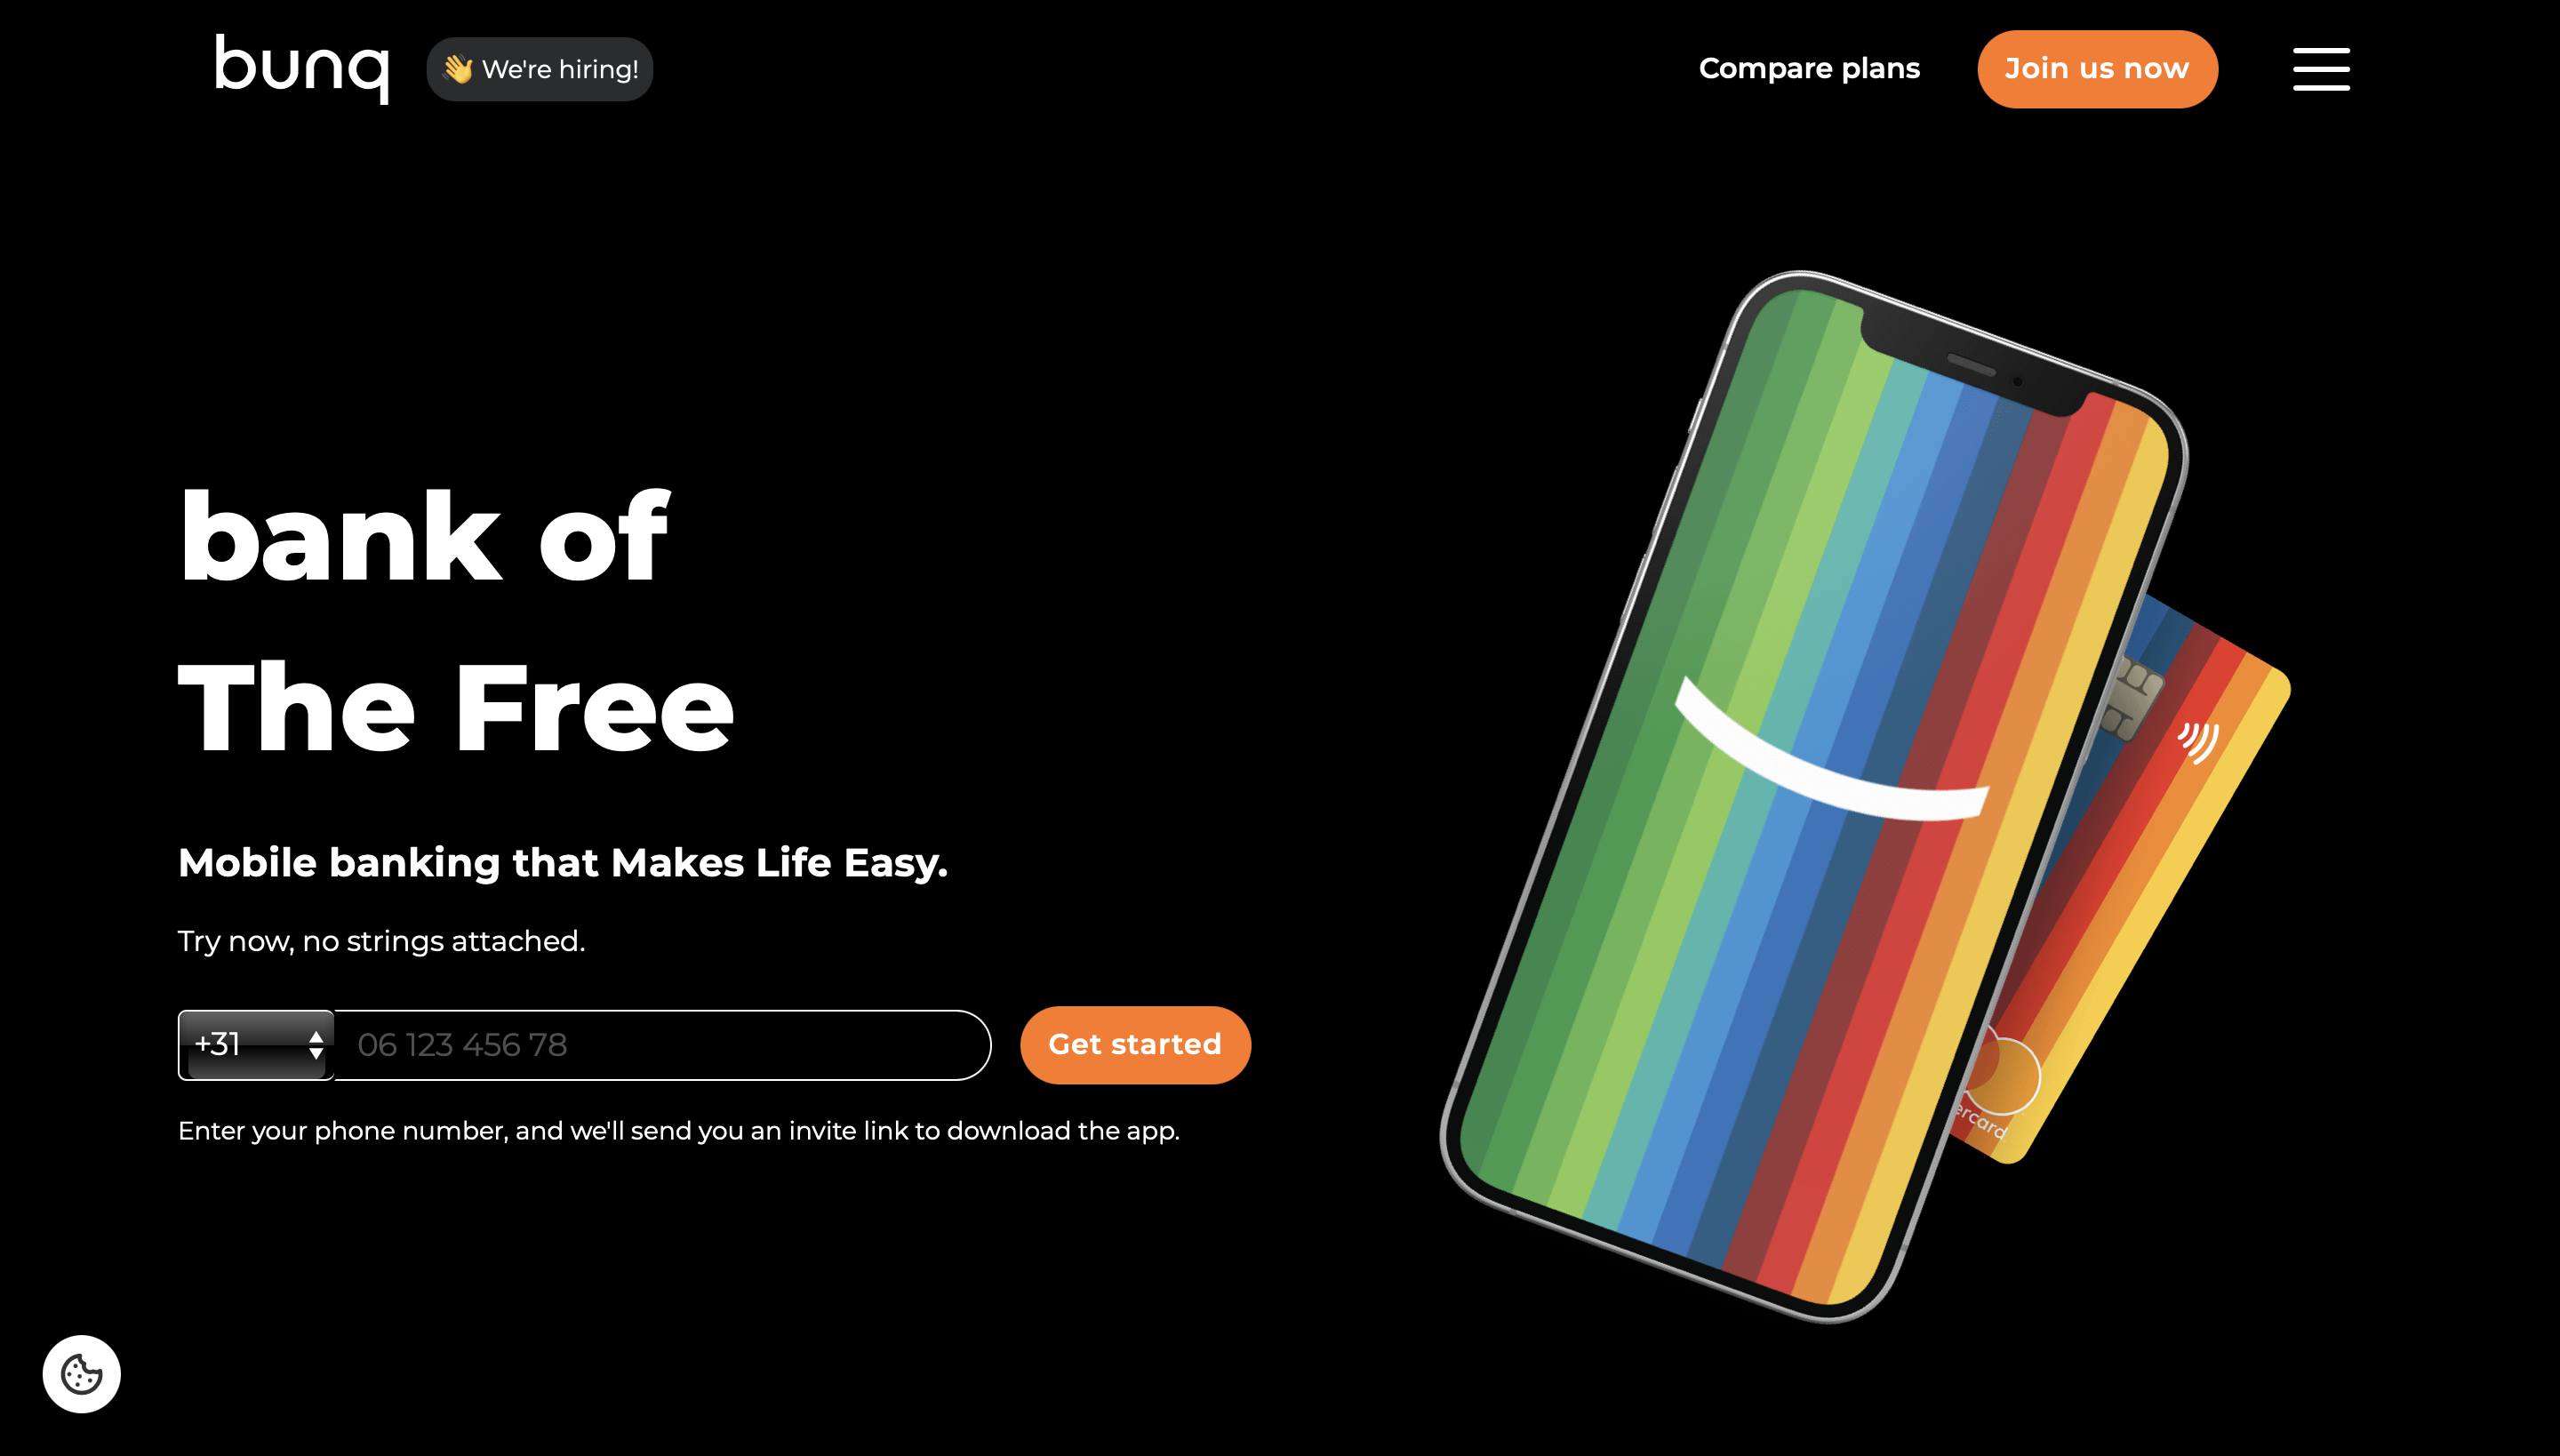 bunq
👋 We're hiring!
Compare plans
Join us now
bank of
The Free
Mobile banking that Makes Life Easy.
Try now, no strings attached.
+31
06 123 456 78
Get started
Enter your phone number, and we'll send you an invite link to download the app.
ercard